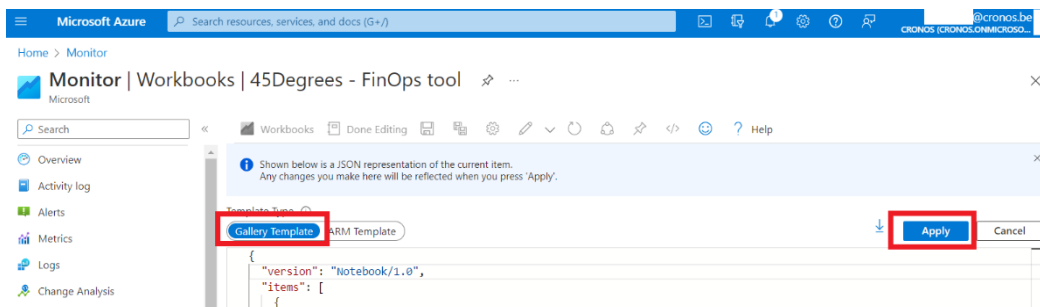 Microsoft Azure
Search resources, services, and docs (G+/)
1
@cronos.be
CRONOS (CRONOS.ONMICROSO...
Home > Monitor
Monitor | Workbooks | 45Degrees - FinOps tool
...
Microsoft
Search
«
Workbooks
Done Editing
</>
? Help
Overview
Activity log
Alerts
Metrics
Logs
Change Analysis
Shown below is a JSON representation of the current item.
Any changes you make here will be reflected when you press 'Apply'.
Template Type
Gallery Template
ARM Template
Apply
Cancel
{
"version": "Notebook/1.0",
"items": [
{